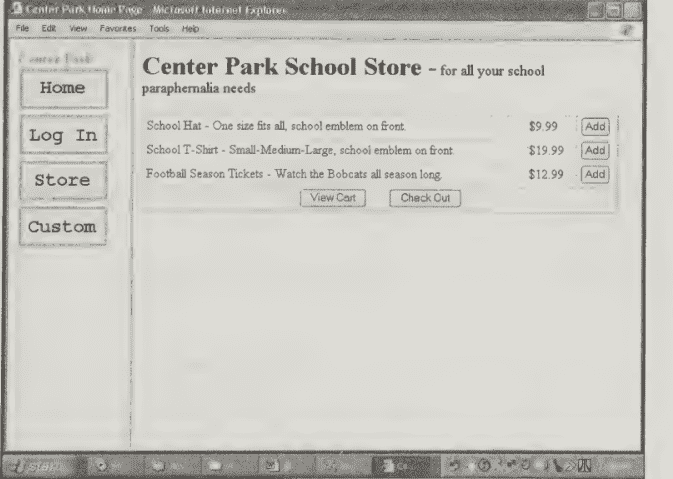 Center Park Home Page - Microsoft Internet Explorer
File Edit View Favorites Tools Help
Center Park
Home
Log In
Store
Custom
Center Park School Store - for all your school
paraphernalia needs
School Hat - One size fits all, school emblem on front. $9.99 Add
School T-Shirt - Small-Medium-Large, school emblem on front. $19.99 Add
Football Season Tickets - Watch the Bobcats all season long. $12.99 Add
View Cart Check Out
start